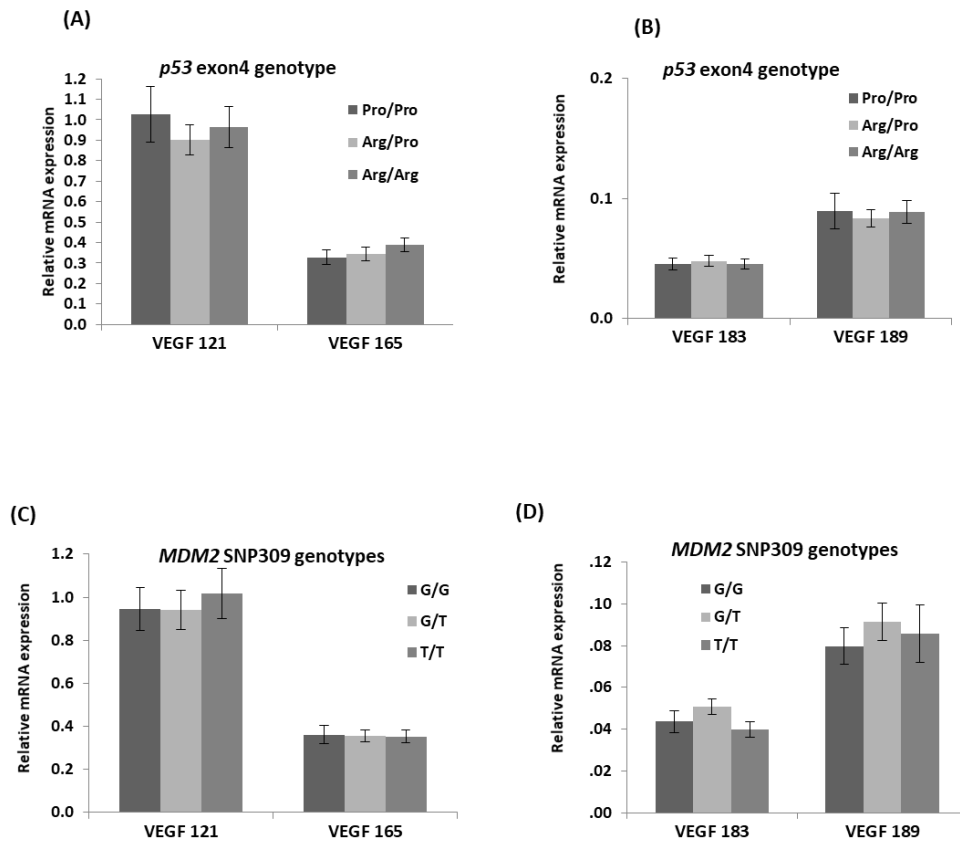 (A)
p53 exon4 genotype
Relative mRNA expression
1.2
1.1
1.0
0.9
0.8
0.7
0.6
0.5
0.4
0.3
0.2
0.1
0.0
Pro/Pro
Arg/Pro
Arg/Arg
VEGF 121
VEGF 165
(B)
p53 exon4 genotype
Relative mRNA expression
0.2
0.1
0.0
Pro/Pro
Arg/Pro
Arg/Arg
VEGF 183
VEGF 189
(C)
MDM2 SNP309 genotypes
Relative mRNA expression
1.2
1.0
0.8
0.6
0.4
0.2
0.0
G/G
G/T
T/T
VEGF 121
VEGF 165
(D)
MDM2 SNP309 genotypes
Relative mRNA expression
.12
.10
.08
.06
.04
.02
.00
G/G
G/T
T/T
VEGF 183
VEGF 189